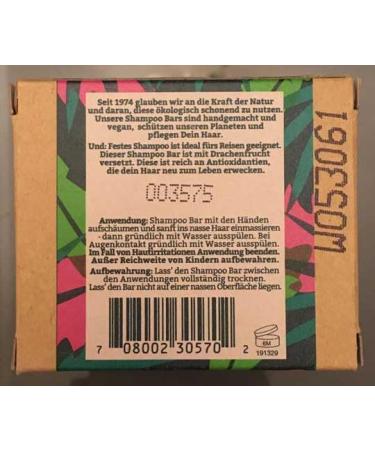 Seit 1974 glauben wir an die Kraft der Natur
und daran, diese ökologisch schonend zu nutzen.
Unsere Shampoo Bars sind handgemacht und
vegan, schützen unseren Planeten und
pflegen Dein Haar.
Und: Festes Shampoo ist ideal fürs Reisen geeignet.
Dieser Shampoo Bar ist mit Drachenfrucht
versetzt. Diese ist reich an Antioxidantien,
die dein Haar neu zum Leben erwecken.
003575
Anwendung: Shampoo Bar mit den Händen
aufschäumen und sanft ins nasse Haar einmassieren
- dann gründlich mit Wasser ausspülen. Bei
Augenkontakt gründlich mit Wasser ausspülen.
Im Fall von Hautirritationen Anwendung beenden.
Außer Reichweite von Kindern aufbewahren.
Aufbewahrung: Lass' den Shampoo Bar zwischen
den Anwendungen vollständig trocknen.
Lass' den Bar nicht auf einer nassen Oberfläche liegen.
7 08002 30570 2
6M
191329
W053061